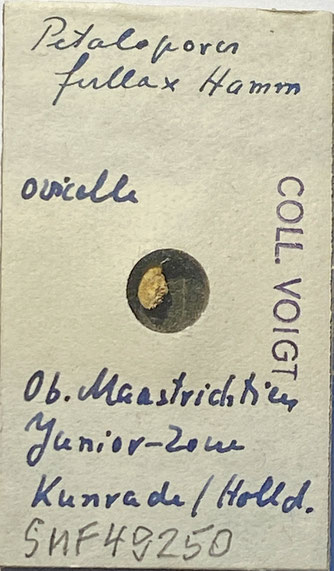 Petalopora
fallax Hamm
Ovicelle
COLL. VOIGT
Ob. Maastrichtien
Junior-Zone
Kunrade/Holld.
SMF49250